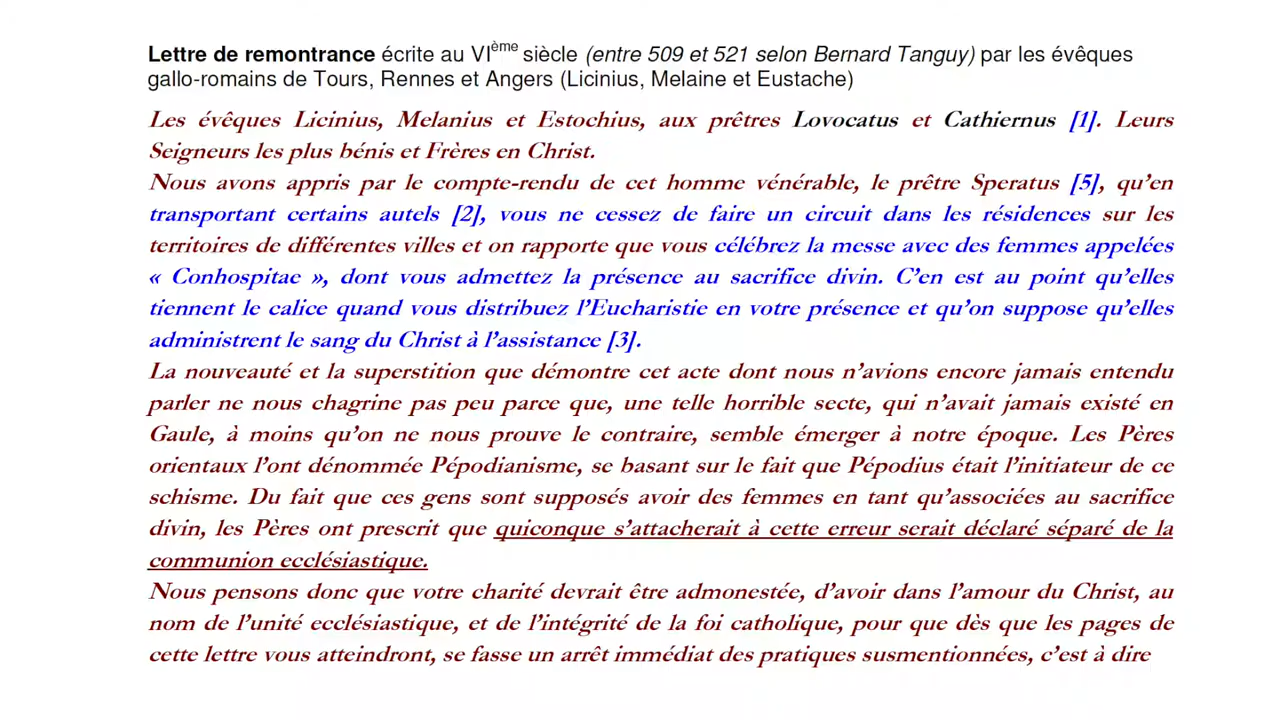 Lettre de remontrance écrite au VIème siècle (entre 509 et 521 selon Bernard Tanguy) par les évêques
gallo-romains de Tours, Rennes et Angers (Licinius, Melaine et Eustache)
Les évêques Licinius, Melanius et Estochius, aux prêtres Lovocatus et Cathiernus [1]. Leurs
Seigneurs les plus bénis et Frères en Christ.
Nous avons appris par le compte-rendu de cet homme vénérable, le prêtre Speratus [5], qu’en
transportant certains autels [2], vous ne cessez de faire un circuit dans les résidences sur les
territoires de différentes villes et on rapporte que vous célébrez la messe avec des femmes appelées
« Conhospitae », dont vous admettez la présence au sacrifice divin. C’en est au point qu’elles
tiennent le calice quand vous distribuez l’Eucharistie en votre présence et qu’on suppose qu’elles
administrent le sang du Christ à l’assistance [3].
La nouveauté et la superstition que démontre cet acte dont nous n’avions encore jamais entendu
parler ne nous chagrine pas peu parce que, une telle horrible secte, qui n’avait jamais existé en
Gaule, à moins qu’on ne nous prouve le contraire, semble émerger à notre époque. Les Pères
orientaux l’ont dénommée Pépodianisme, se basant sur le fait que Pépodius était l’initiateur de ce
schisme. Du fait que ces gens sont supposés avoir des femmes en tant qu’associées au sacrifice
divin, les Pères ont prescrit que quiconque s’attacherait à cette erreur serait déclaré séparé de la
communion ecclésiastique.
Nous pensons donc que votre charité devrait être admonestée, d’avoir dans l’amour du Christ, au
nom de l’unité ecclésiastique, et de l’intégrité de la foi catholique, pour que dès que les pages de
cette lettre vous atteindront, se fasse un arrêt immédiat des pratiques susmentionnées, c’est à dire